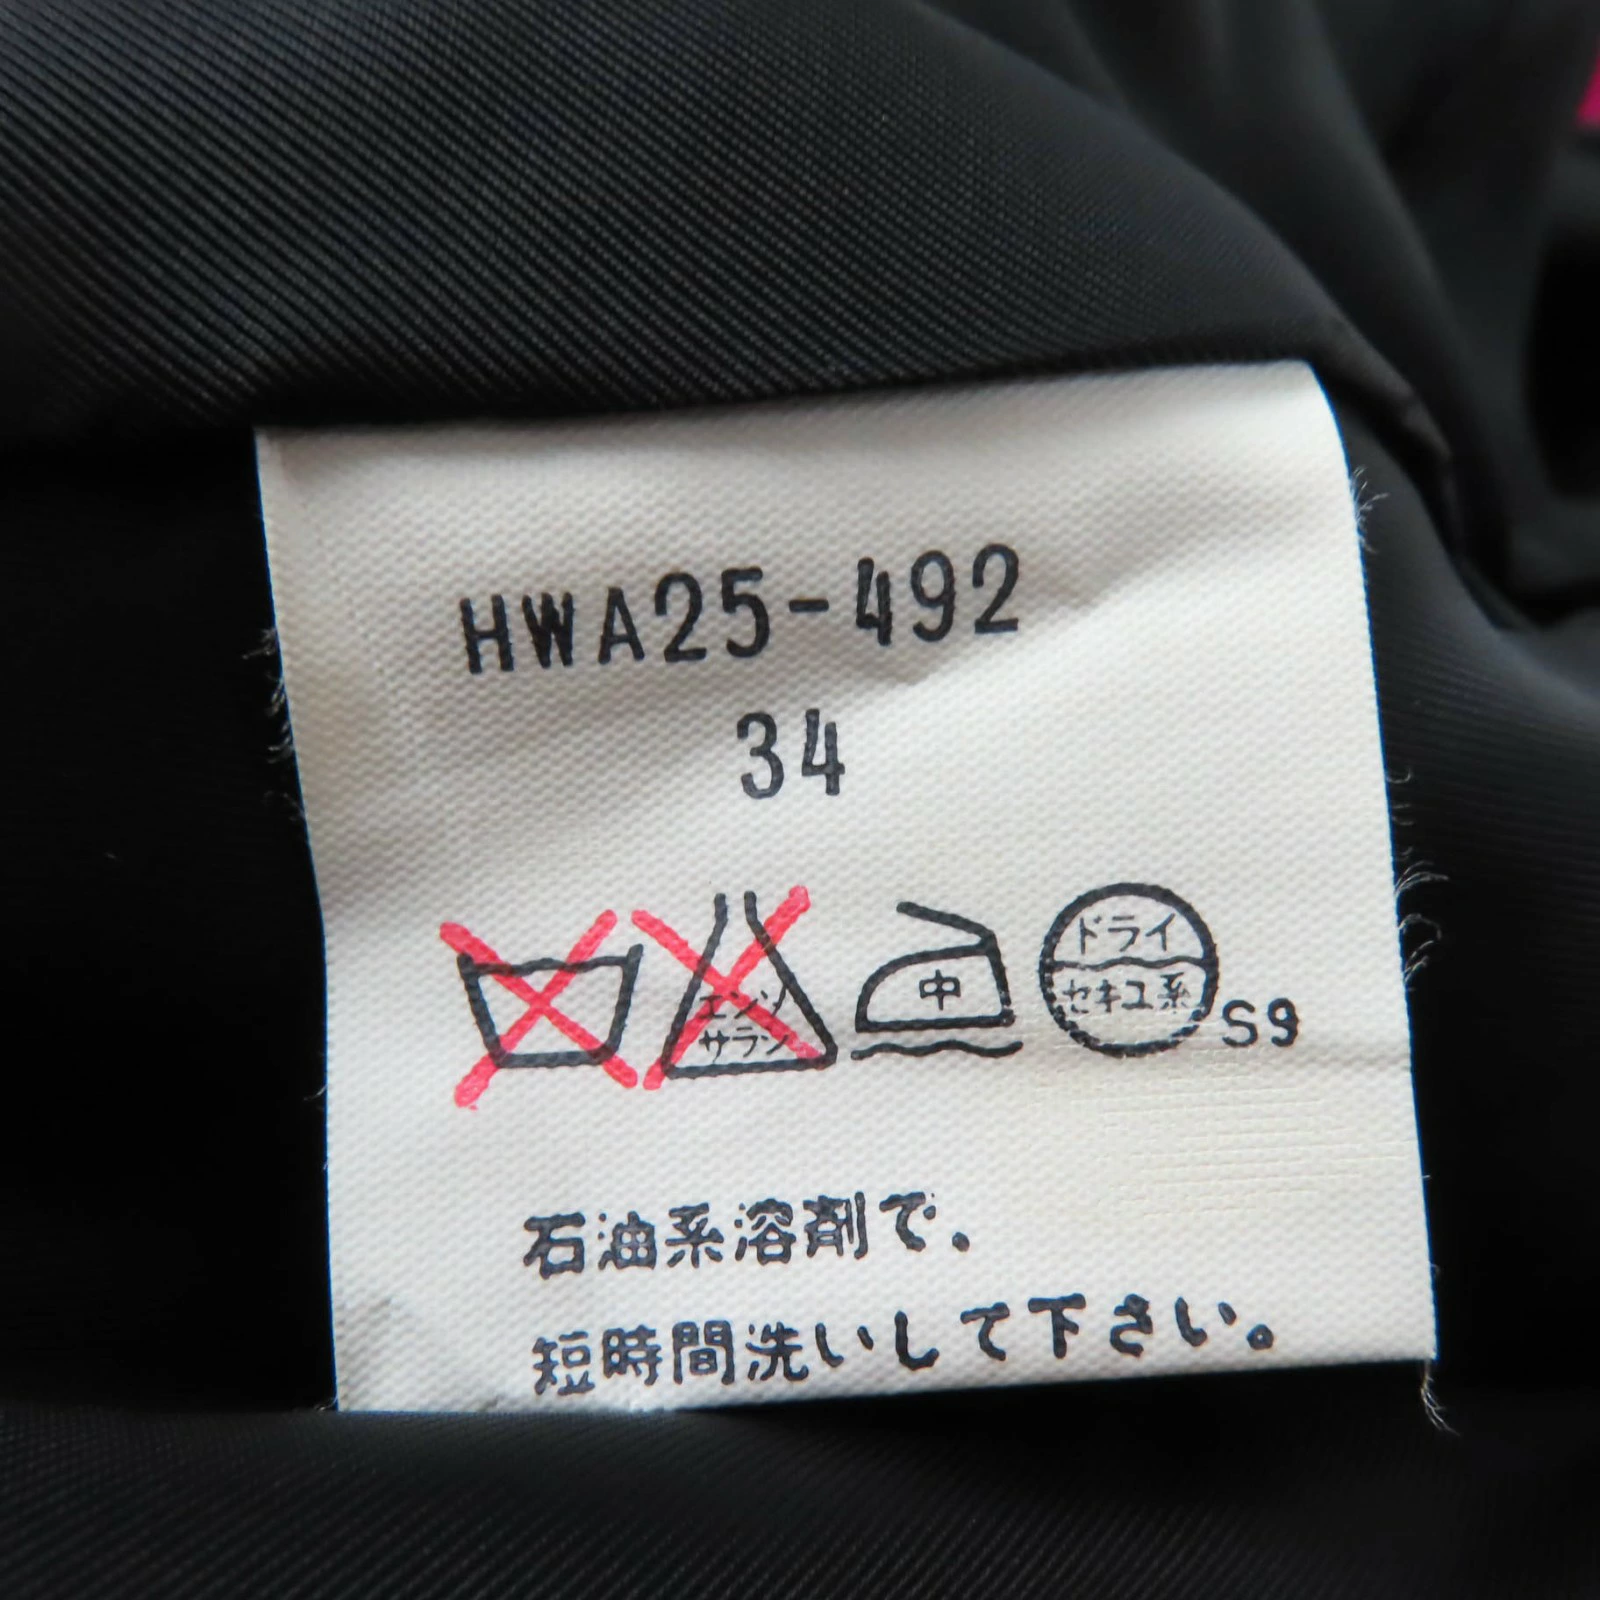 HWA25-492
34
エンソ
サラシ
中
ドライ
セキユ系
S9
石油系溶剤で、
短時間洗いして下さい。